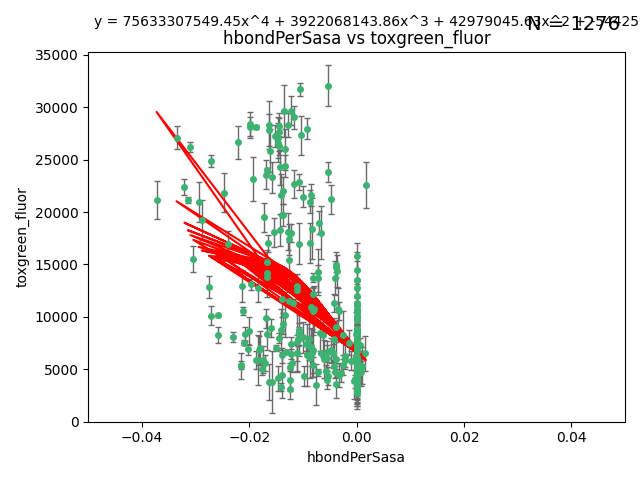 y = 75633307549.45x^4 + 3922068143.86x^3 + 42979045.63x^2 +
N = 1276
hbondPerSasa vs toxgreen_fluor
35000
30000
25000
20000
15000
10000
5000
0
toxgreen_fluor
−0.04
−0.02
0.00
0.02
0.04
hbondPerSasa